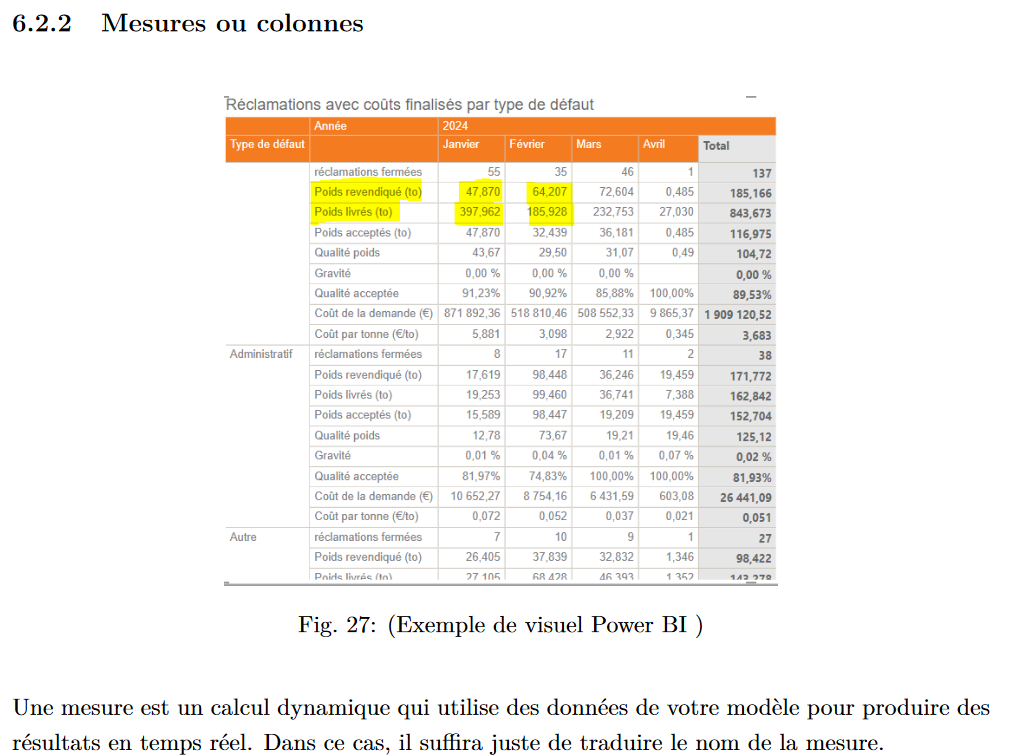 6.2.2 Mesures ou colonnes
Réclamations avec coûts finalisés par type de défaut
Année 2024
Type de défaut Janvier Février Mars Avril Total
réclamations fermées 55 35 46 1 137
Poids revendiqué (to) 47,870 64,207 72,604 0,485 185,166
Poids livrés (to) 397,962 185,928 232,753 27,030 843,673
Poids acceptés (to) 47,870 32,439 36,181 0,485 116,975
Qualité poids 43,67 29,50 31,07 0,49 104,72
Gravité 0,00 % 0,00 % 0,00 % 0,00 %
Qualité acceptée 91,23% 90,92% 85,88% 100,00% 89,53%
Coût de la demande (€) 871 892,36 518 810,46 508 552,33 9 865,37 1 909 120,52
Coût par tonne (€/to) 5,881 3,098 2,922 0,345 3,683
Administratif réclamations fermées 8 17 11 2 38
Poids revendiqué (to) 17,619 98,448 36,246 19,459 171,772
Poids livrés (to) 19,253 99,460 36,741 7,388 162,842
Poids acceptés (to) 15,589 98,447 19,209 19,459 152,704
Qualité poids 12,78 73,67 19,21 19,46 125,12
Gravité 0,01 % 0,04 % 0,01 % 0,07 % 0,02 %
Qualité acceptée 81,97% 74,83% 100,00% 100,00% 81,93%
Coût de la demande (€) 10 652,27 8 754,16 6 431,59 603,08 26 441,09
Coût par tonne (€/to) 0,072 0,052 0,037 0,021 0,051
Autre réclamations fermées 7 10 9 1 27
Poids revendiqué (to) 26,405 37,839 32,832 1,346 98,422
Poids livrés (to) 27,105 68,428 46,393 1,352 143,278
Fig. 27: (Exemple de visuel Power BI )
Une mesure est un calcul dynamique qui utilise des données de votre modèle pour produire des
résultats en temps réel. Dans ce cas, il suffira juste de traduire le nom de la mesure.